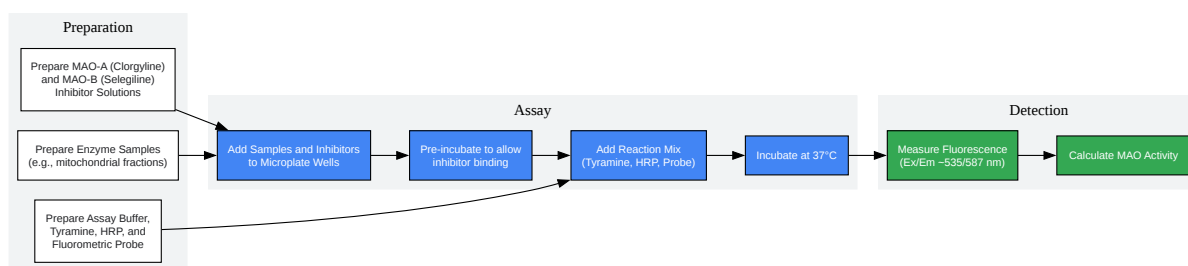 Preparation
Prepare MAO-A (Clorgyline)
and MAO-B (Selegiline)
Inhibitor Solutions
Prepare Enzyme Samples
(e.g., mitochondrial fractions)
Prepare Assay Buffer,
Tyramine, HRP, and
Fluorometric Probe
Assay
Add Samples and Inhibitors
to Microplate Wells
Pre-incubate to allow
inhibitor binding
Add Reaction Mix
(Tyramine, HRP, Probe)
Incubate at 37°C
Detection
Measure Fluorescence
(Ex/Em ~535/587 nm)
Calculate MAO Activity